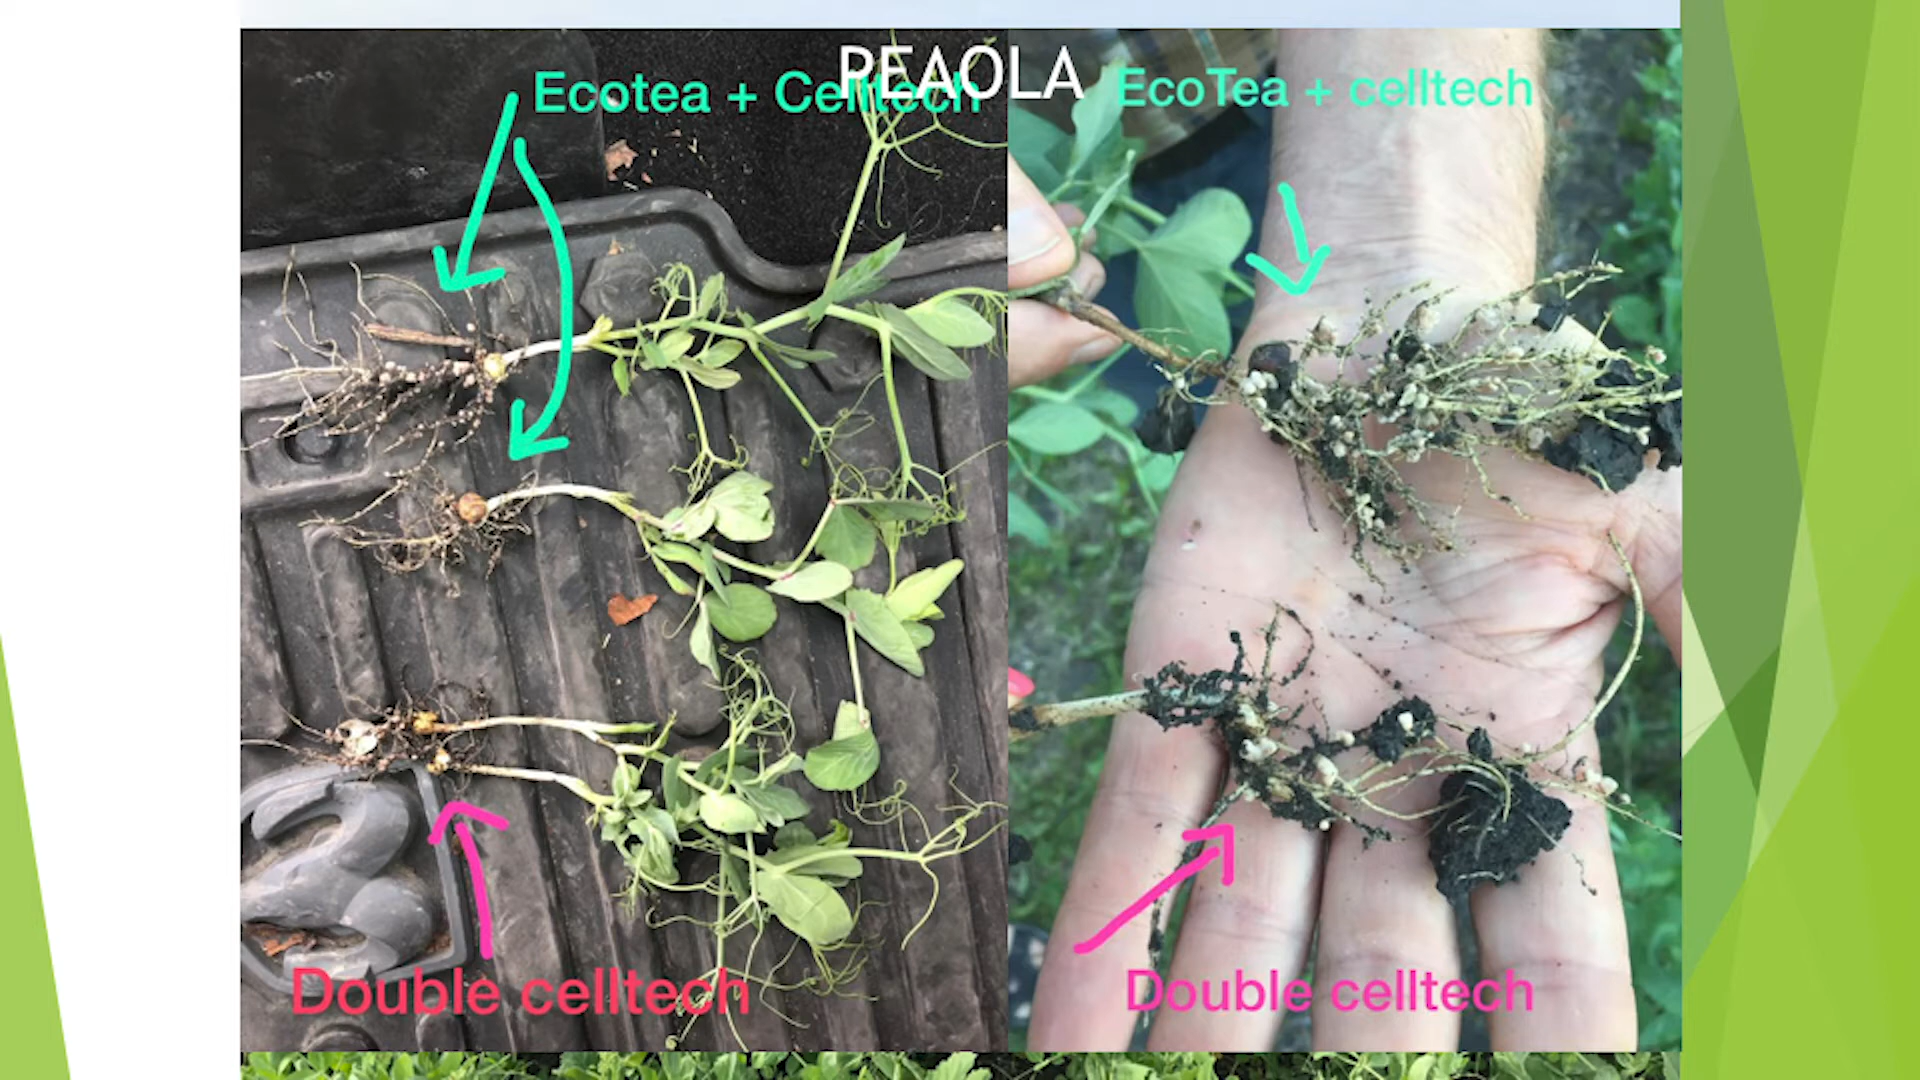 PEAOLA
Ecotea + Celltech
EcoTea + celltech
Double celltech
Double celltech